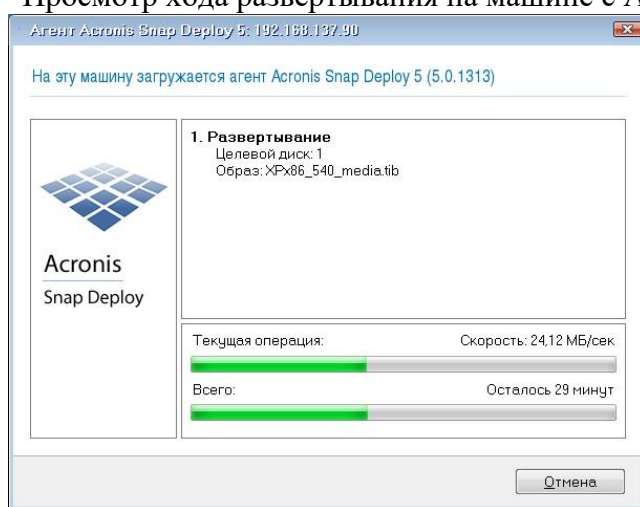 Просмотр хода развертывания на машине с
Агент Acronis Snap Deploy 5: 192.168.137.90
На эту машину загружается агент Acronis Snap Deploy 5 (5.0.1313)
1. Развертывание
Целевой диск: 1
Образ: XPx86_540_media.tib
Acronis
Snap Deploy
Текущая операция: Скорость: 24,12 МБ/сек
Всего: Осталось 29 минут
Отмена